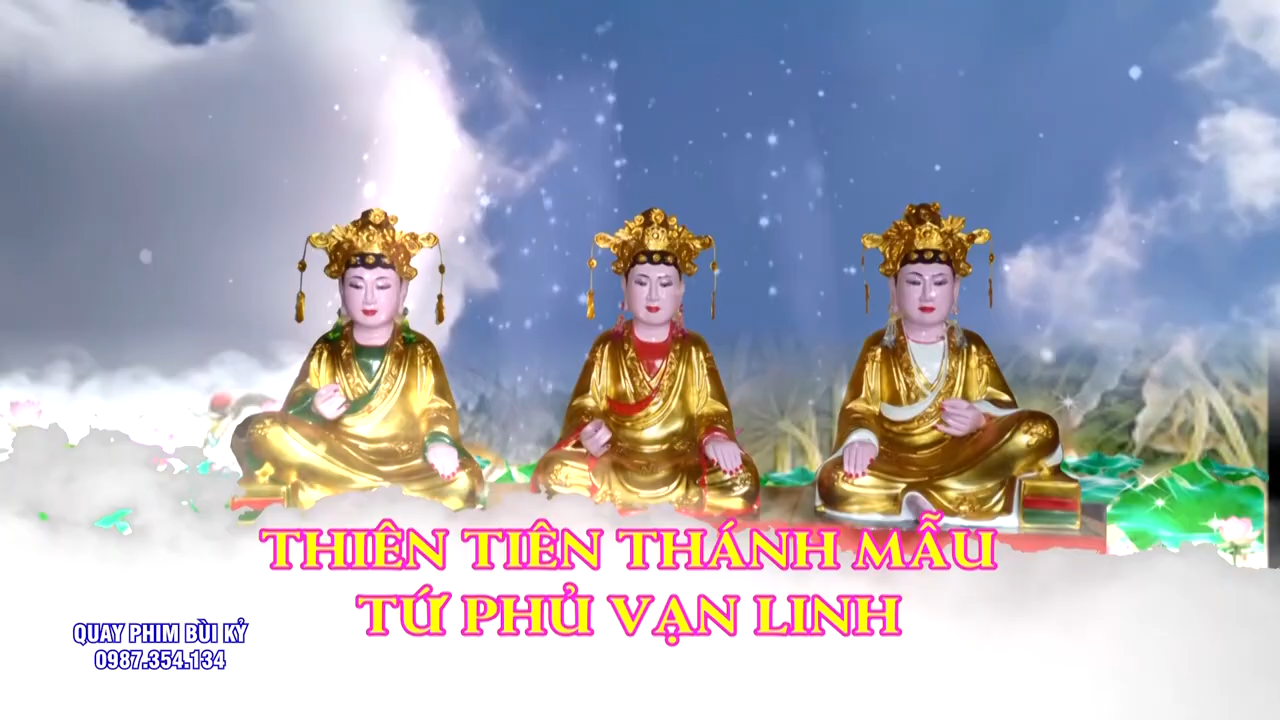 THIÊN TIÊN THÁNH MẪU
TỨ PHỦ VẠN LINH
QUAY PHIM BÙI KỶ
0987.354.134